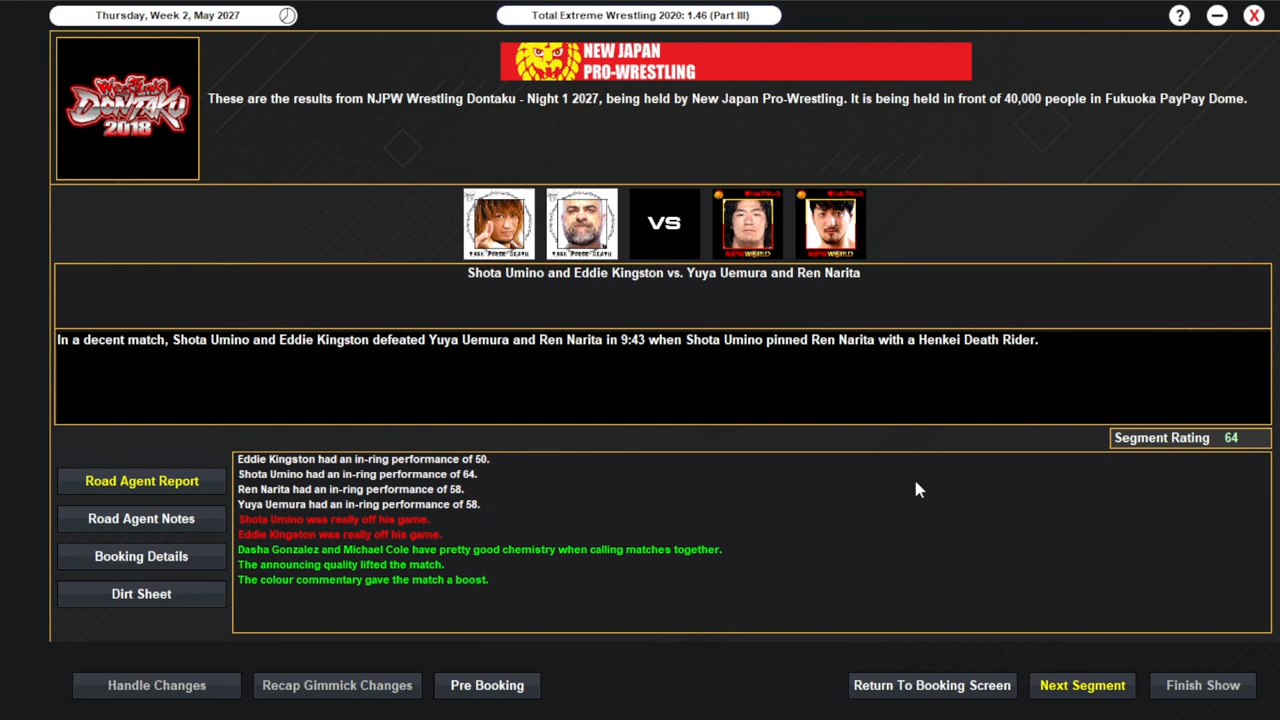 Thursday, Week 2, May 2027
Total Extreme Wrestling 2020: 1.46 (Part III)
?
X
WRESTLING
DONTAKU
2018
NEW JAPAN
PRO-WRESTLING
These are the results from NJPW Wrestling Dontaku - Night 1 2027, being held by New Japan Pro-Wrestling. It is being held in front of 40,000 people in Fukuoka PayPay Dome.
VS
TASK FORCE DEATH
TASK FORCE DEATH
NJPWWORLD
NJPWWORLD
Shota Umino and Eddie Kingston vs. Yuya Uemura and Ren Narita
In a decent match, Shota Umino and Eddie Kingston defeated Yuya Uemura and Ren Narita in 9:43 when Shota Umino pinned Ren Narita with a Henkei Death Rider.
Segment Rating 64
Road Agent Report
Road Agent Notes
Booking Details
Dirt Sheet
Eddie Kingston had an in-ring performance of 50.
Shota Umino had an in-ring performance of 64.
Ren Narita had an in-ring performance of 58.
Yuya Uemura had an in-ring performance of 58.
Shota Umino was really off his game.
Eddie Kingston was really off his game.
Dasha Gonzalez and Michael Cole have pretty good chemistry when calling matches together.
The announcing quality lifted the match.
The colour commentary gave the match a boost.
Handle Changes
Recap Gimmick Changes
Pre Booking
Return To Booking Screen
Next Segment
Finish Show